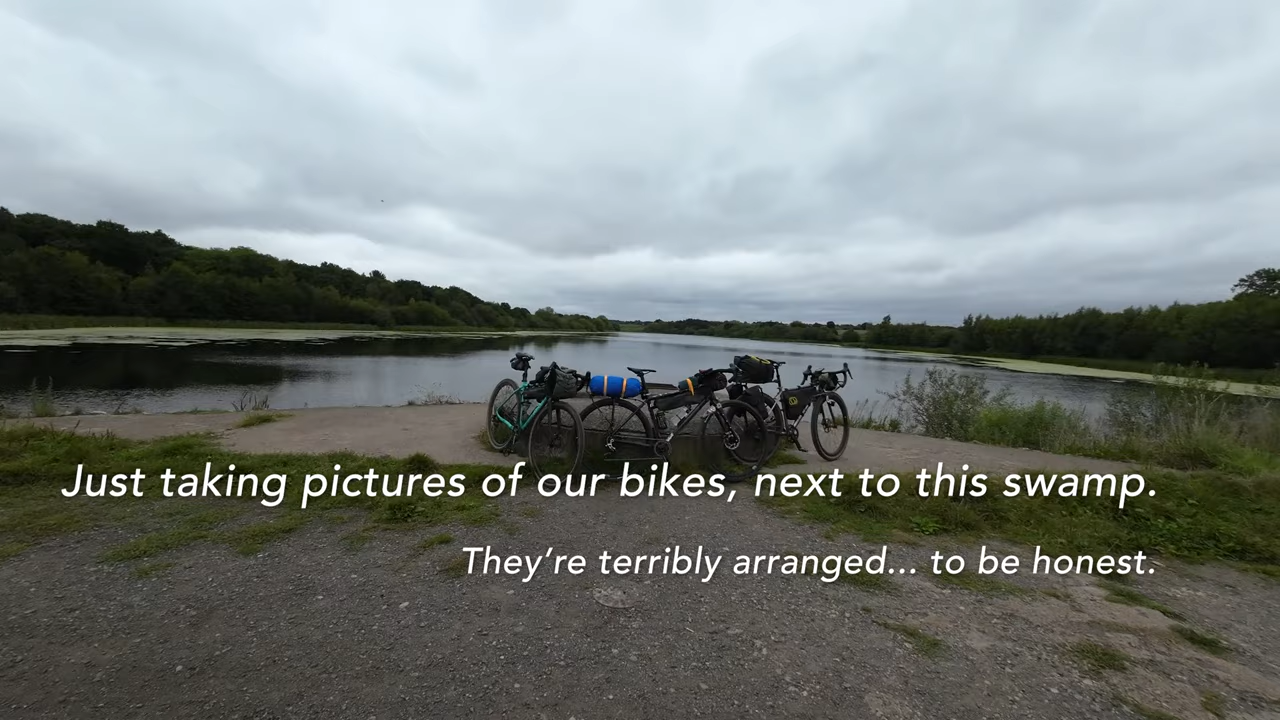 Just taking pictures of our bikes, next to this swamp.
They’re terribly arranged... to be honest.